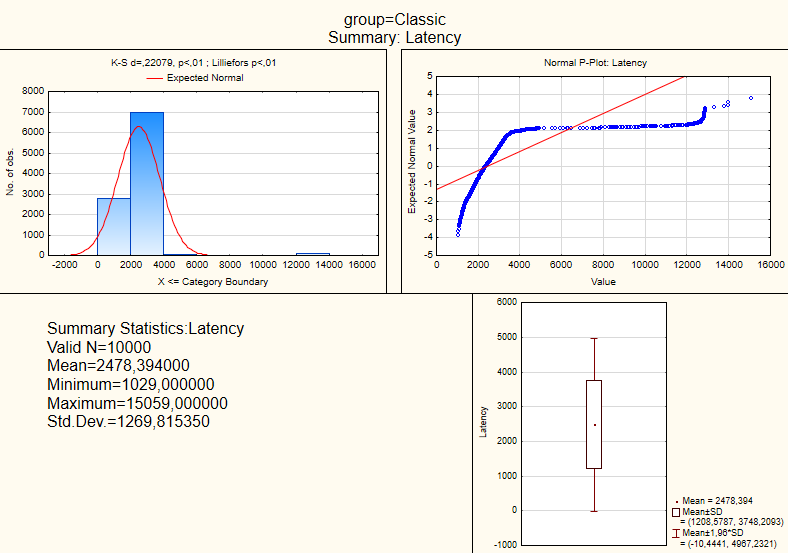 group=Classic
Summary: Latency
K-S d=,22079, p<,01 ; Lilliefors p<,01
Expected Normal
8000
7000
6000
5000
4000
3000
2000
1000
0
No. of obs.
-2000 0 2000 4000 6000 8000 10000 12000 14000 16000
X <= Category Boundary
Normal P-Plot: Latency
5
4
3
2
1
0
-1
-2
-3
-4
-5
Expected Normal Value
0 2000 4000 6000 8000 10000 12000 14000 16000
Value
Summary Statistics:Latency
Valid N=10000
Mean=2478,394000
Minimum=1029,000000
Maximum=15059,000000
Std.Dev.=1269,815350
6000
5000
4000
3000
2000
1000
0
-1000
Latency
Mean = 2478,394
Mean±SD
= (1208,5787, 3748,2093)
Mean±1,96*SD
= (-10,4441, 4967,2321)